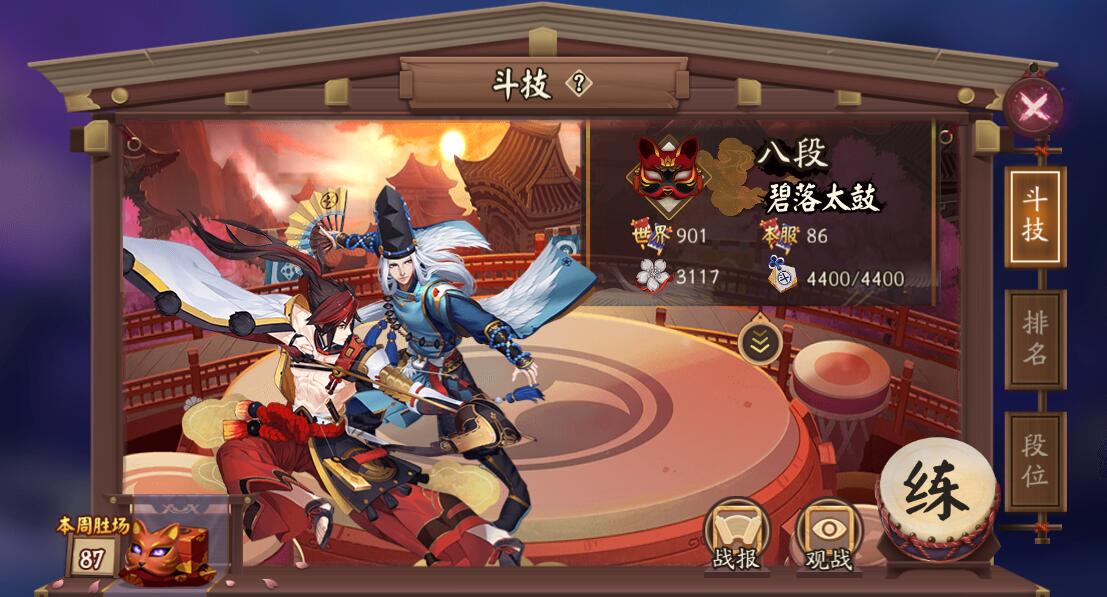 斗技 ?
八段
碧落太鼓
世界 901
本服 86
3117
斗 4400/4400
斗技
排名
段位
本周胜场
87
战报
观战
练